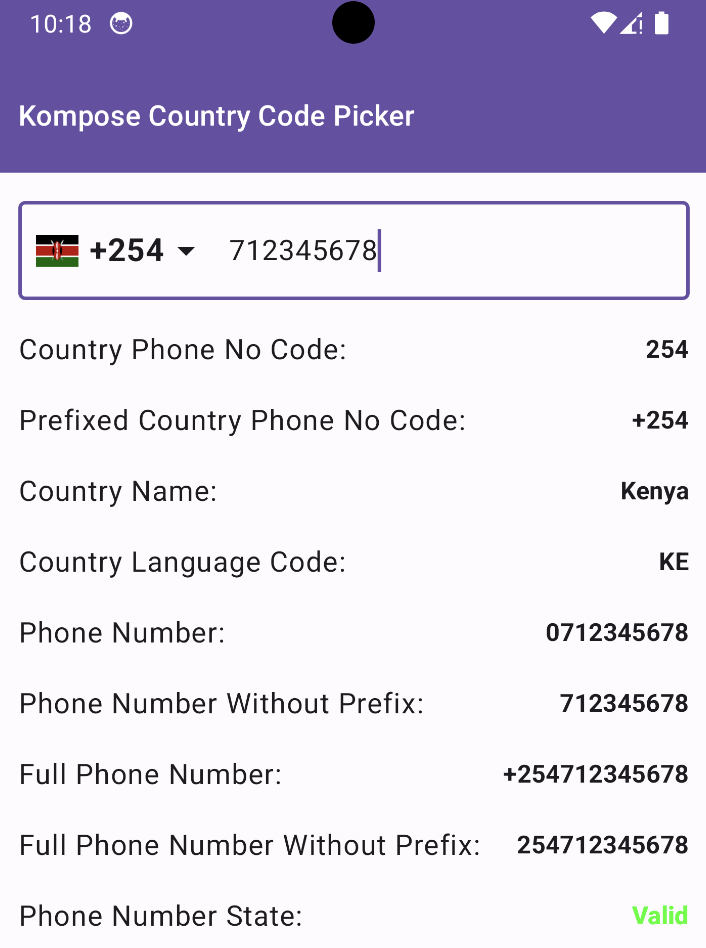 10:18
Kompose Country Code Picker
+254 712345678
Country Phone No Code: 254
Prefixed Country Phone No Code: +254
Country Name: Kenya
Country Language Code: KE
Phone Number: 0712345678
Phone Number Without Prefix: 712345678
Full Phone Number: +254712345678
Full Phone Number Without Prefix: 254712345678
Phone Number State: Valid